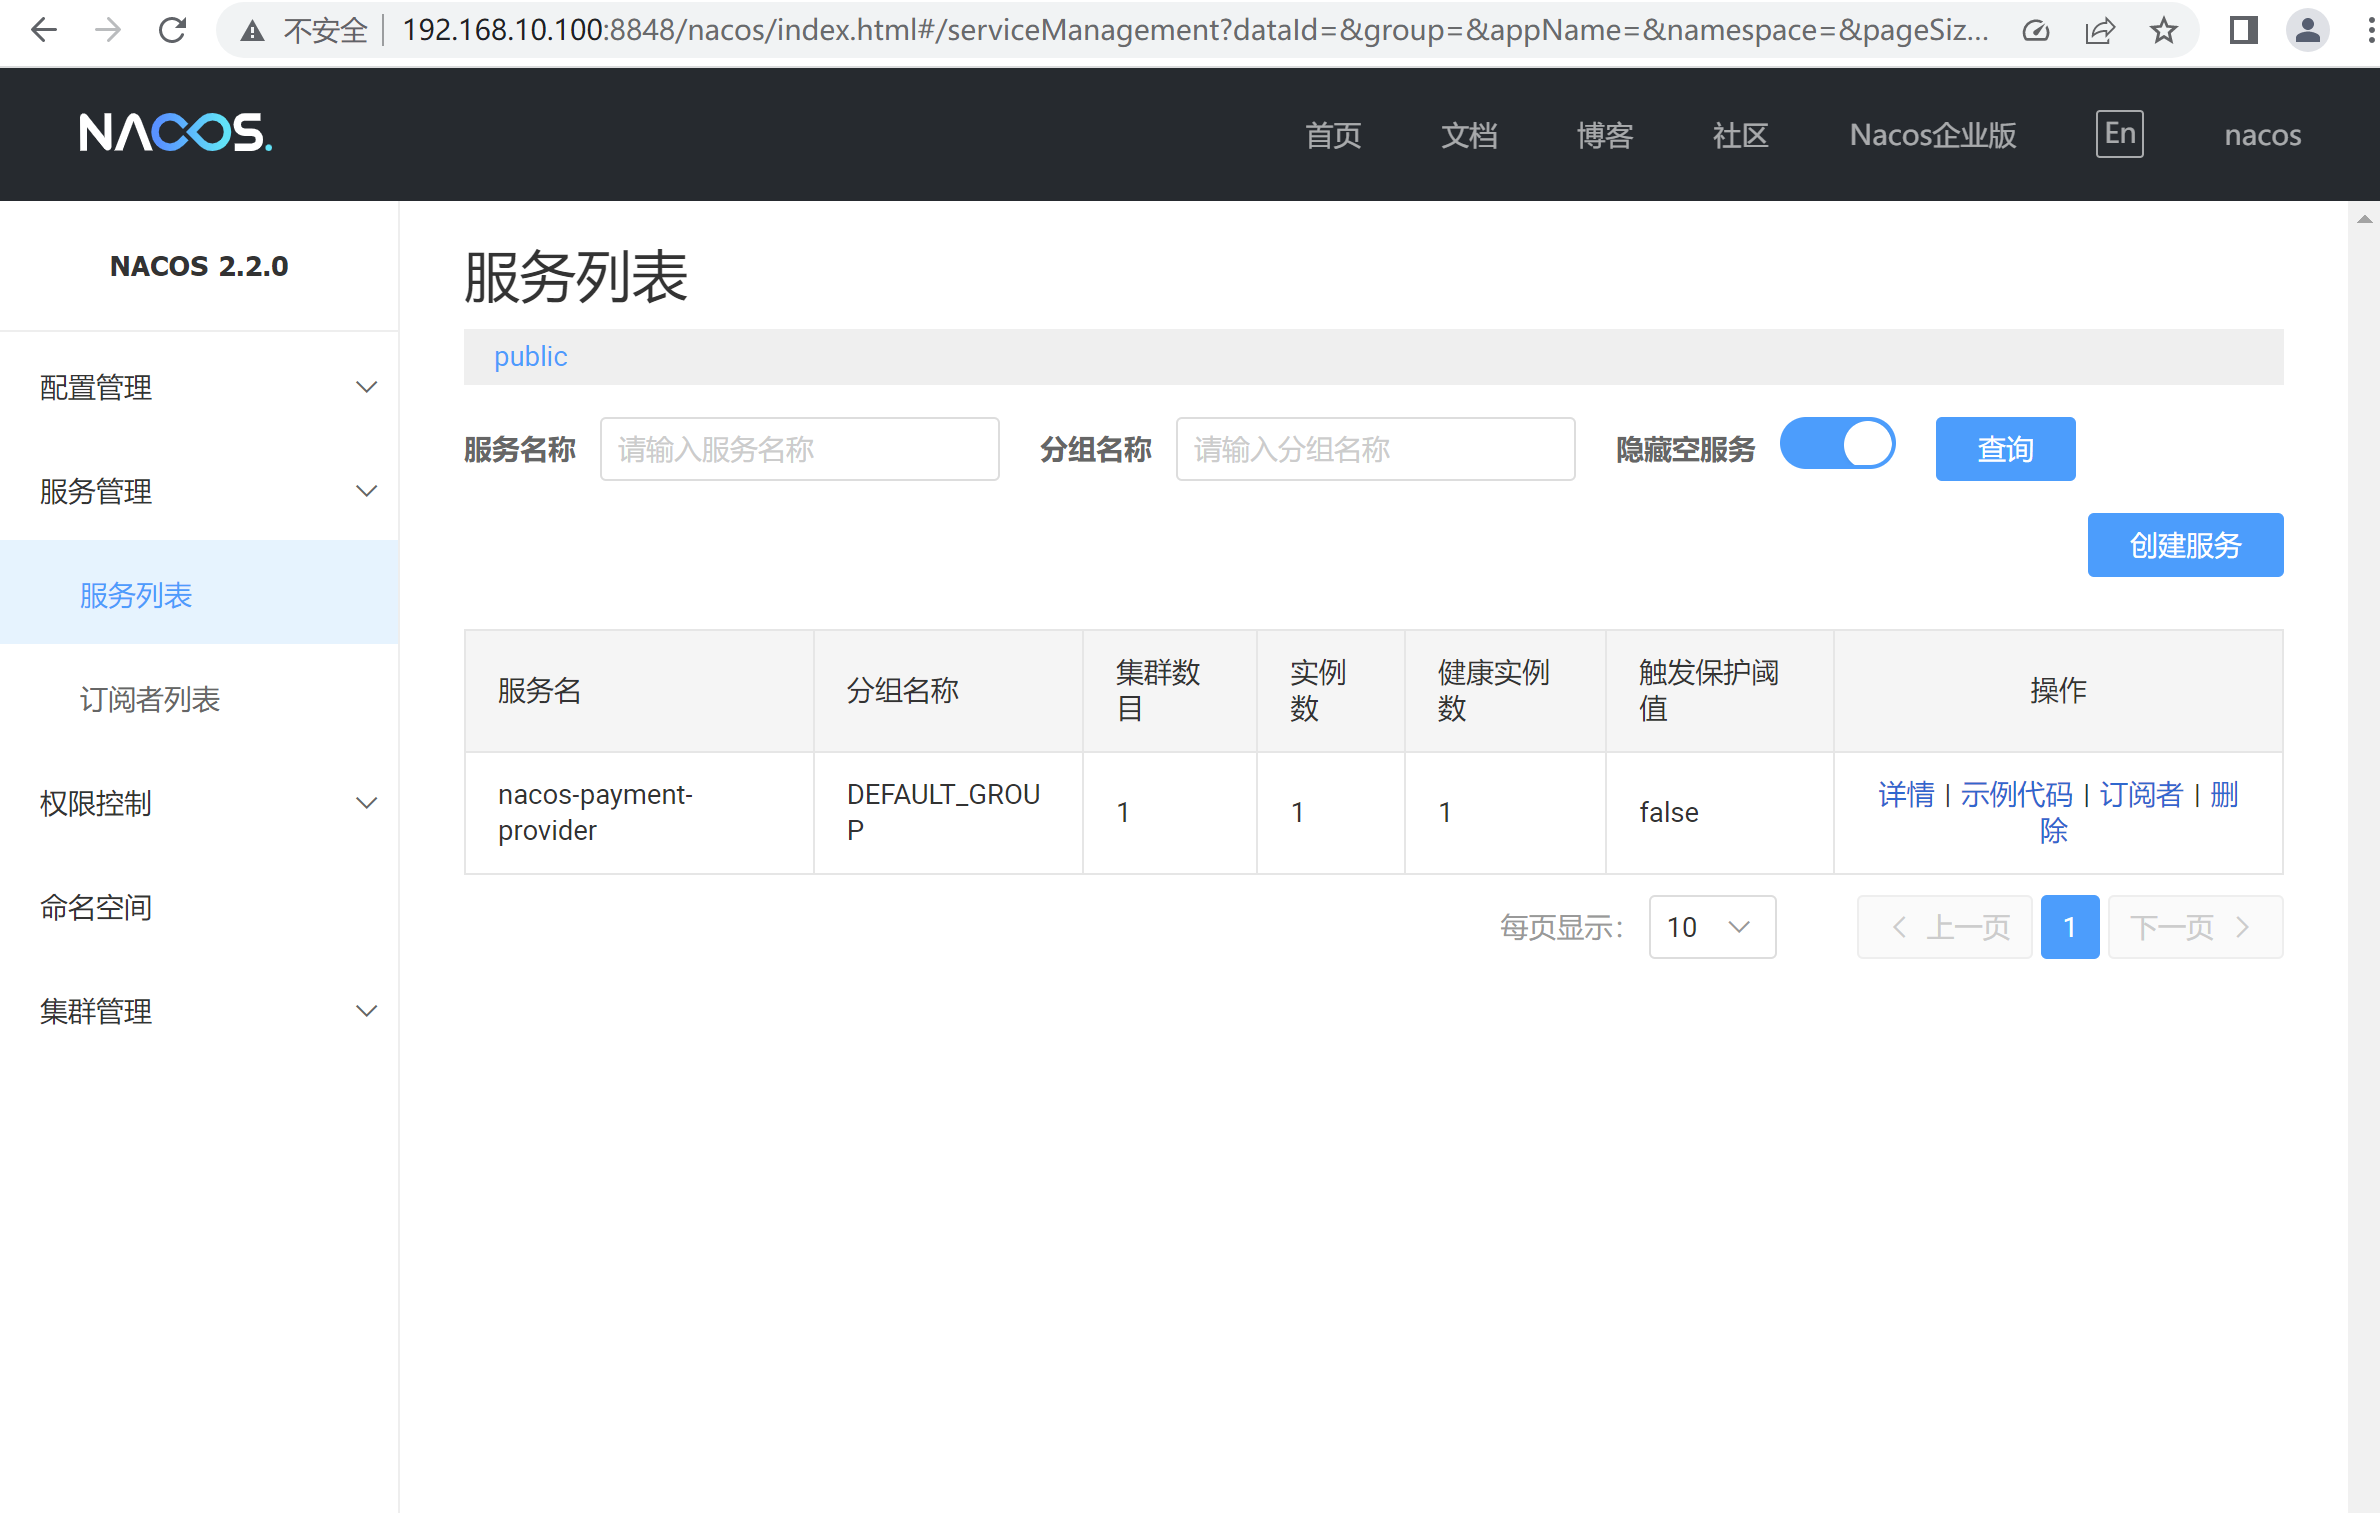 不安全 192.168.10.100:8848/nacos/index.html#/serviceManagement?dataId=&group=&appName=&namespace=&pageSiz...
NACOS.
首页 文档 博客 社区 Nacos企业版 En nacos
NACOS 2.2.0
配置管理
服务管理
服务列表
订阅者列表
权限控制
命名空间
集群管理
服务列表
public
服务名称 请输入服务名称 分组名称 请输入分组名称 隐藏空服务 查询
创建服务
服务名 分组名称 集群数目 实例数 健康实例数 触发保护阈值 操作
nacos-payment-provider DEFAULT_GROUP 1 1 1 false 详情 | 示例代码 | 订阅者 | 删除
每页显示： 10 上一页 1 下一页